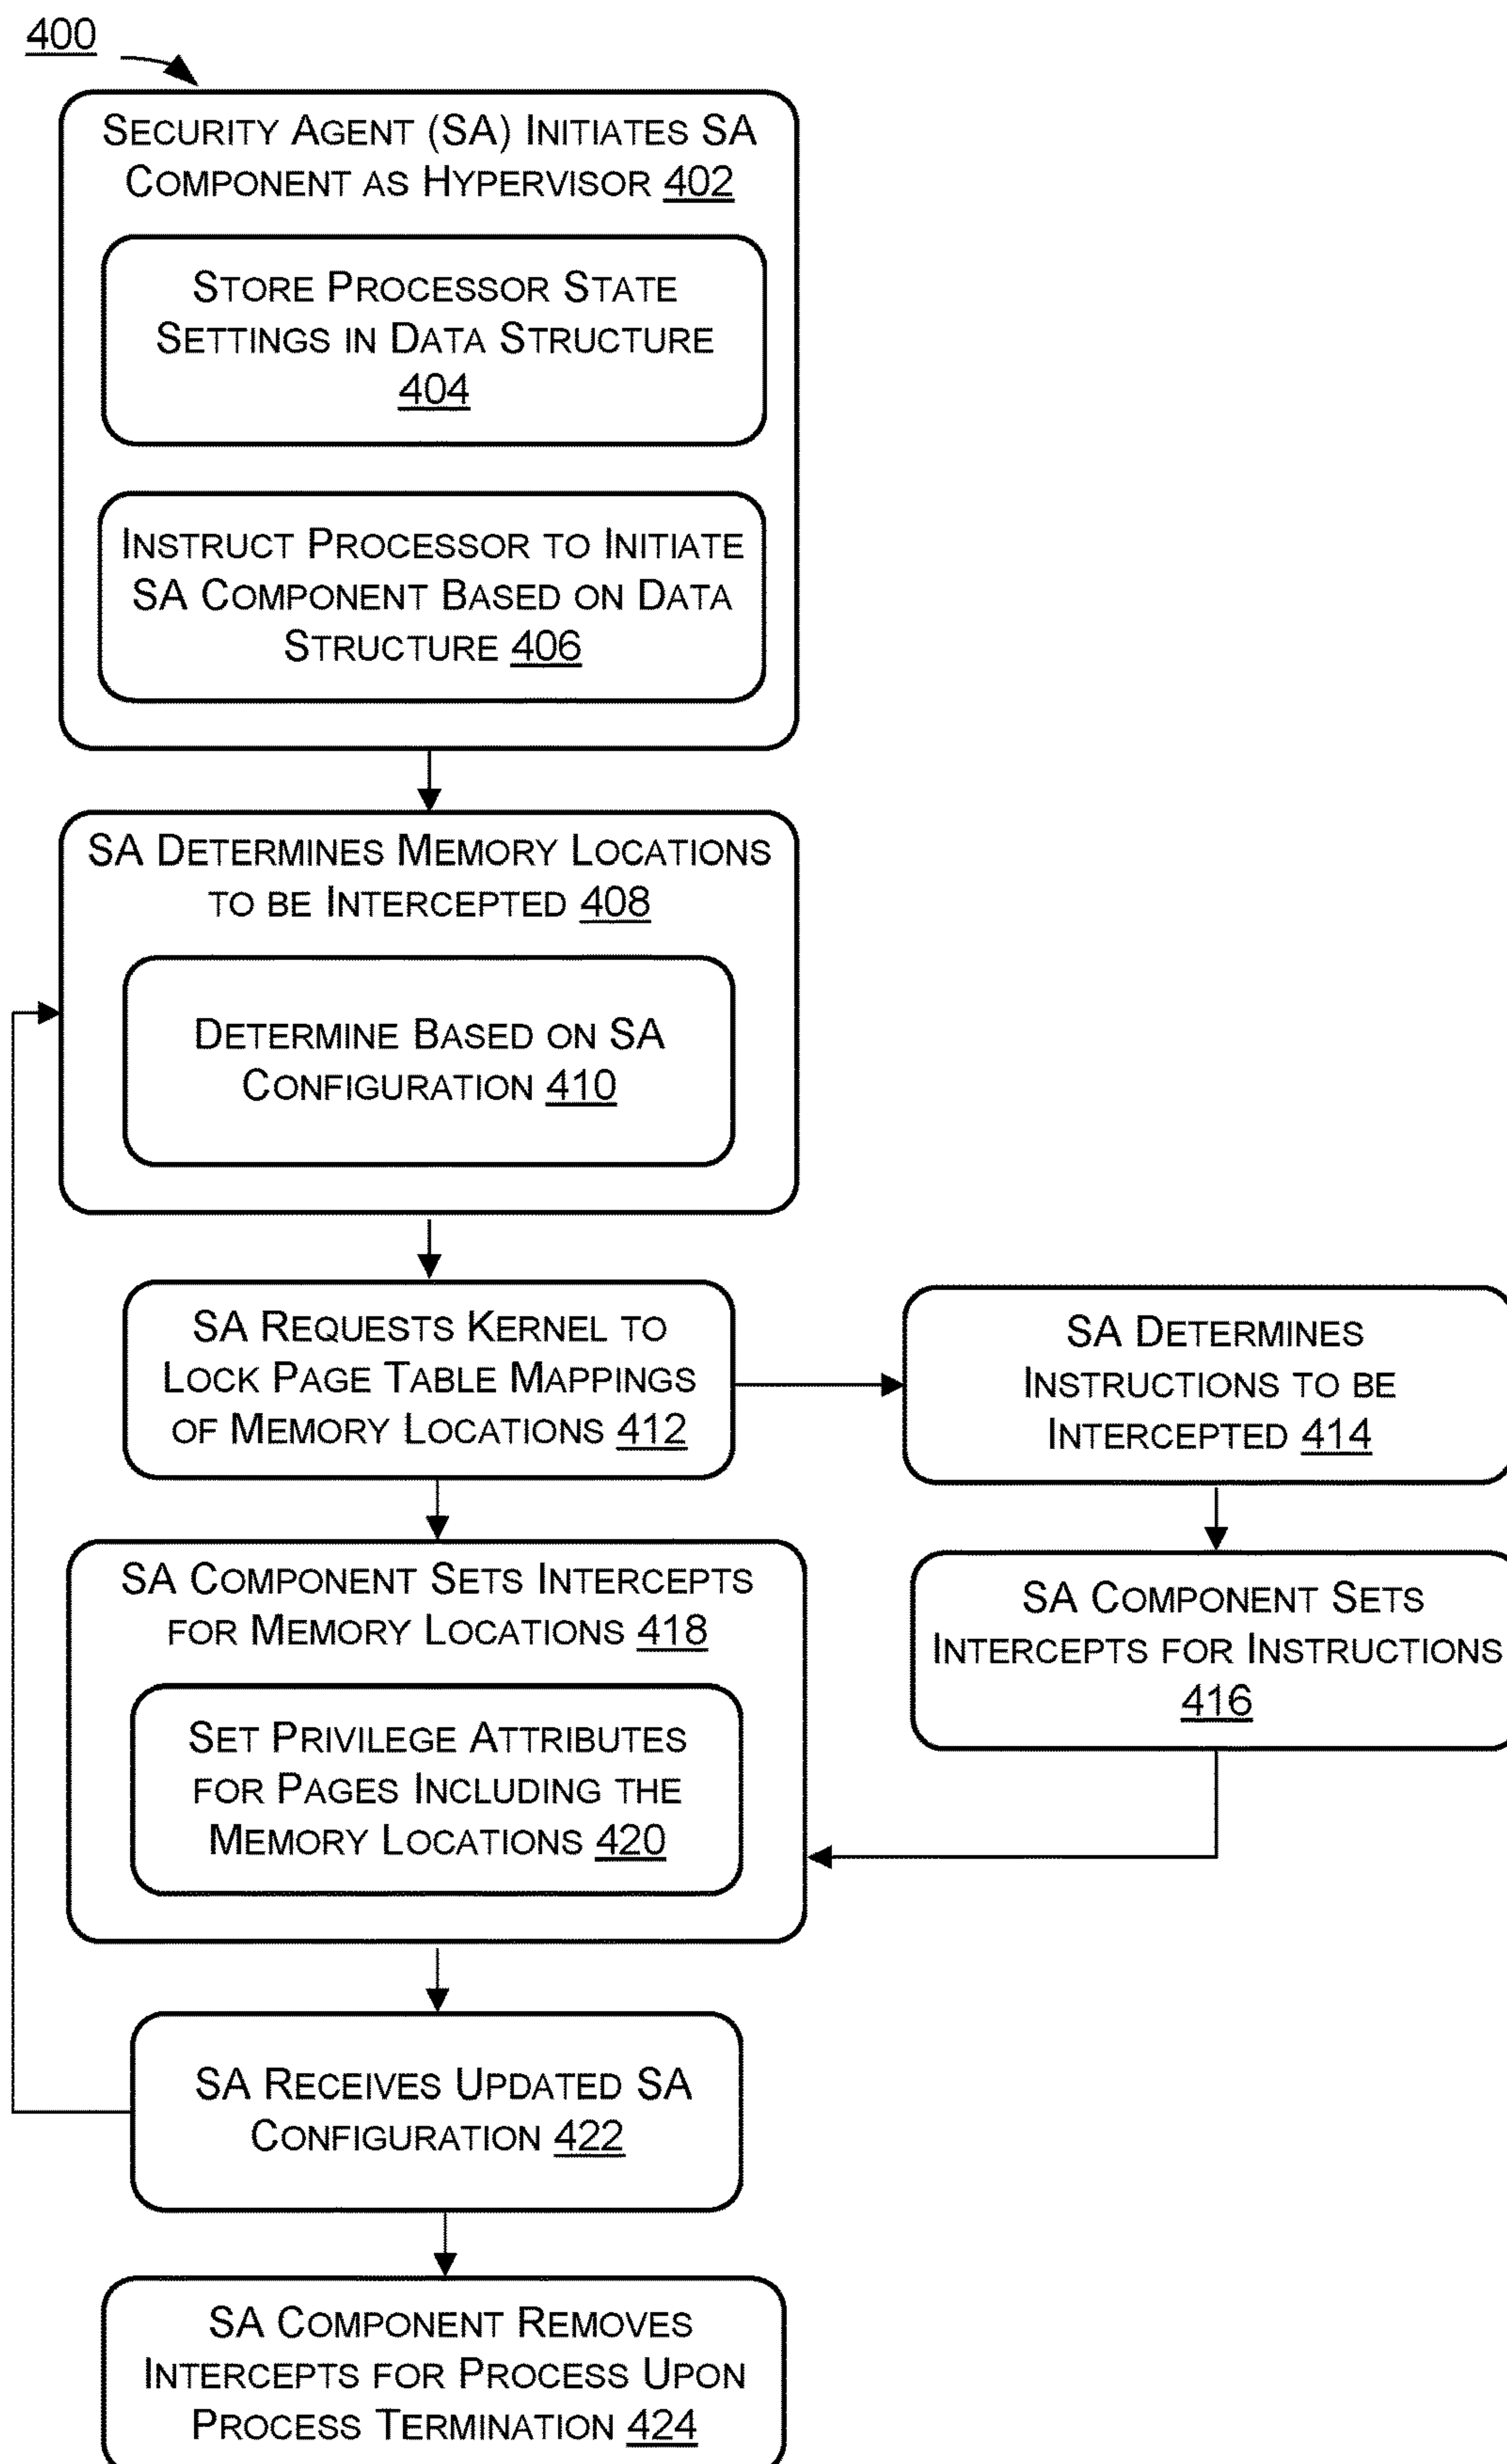 400
SECURITY AGENT (SA) INITIATES SA
COMPONENT AS HYPERVISOR 402
STORE PROCESSOR STATE
SETTINGS IN DATA STRUCTURE
404
INSTRUCT PROCESSOR TO INITIATE
SA COMPONENT BASED ON DATA
STRUCTURE 406
SA DETERMINES MEMORY LOCATIONS
TO BE INTERCEPTED 408
DETERMINE BASED ON SA
CONFIGURATION 410
SA REQUESTS KERNEL TO
LOCK PAGE TABLE MAPPINGS
OF MEMORY LOCATIONS 412
SA DETERMINES
INSTRUCTIONS TO BE
INTERCEPTED 414
SA COMPONENT SETS
INTERCEPTS FOR INSTRUCTIONS
416
SA COMPONENT SETS INTERCEPTS
FOR MEMORY LOCATIONS 418
SET PRIVILEGE ATTRIBUTES
FOR PAGES INCLUDING THE
MEMORY LOCATIONS 420
SA RECEIVES UPDATED SA
CONFIGURATION 422
SA COMPONENT REMOVES
INTERCEPTS FOR PROCESS UPON
PROCESS TERMINATION 424